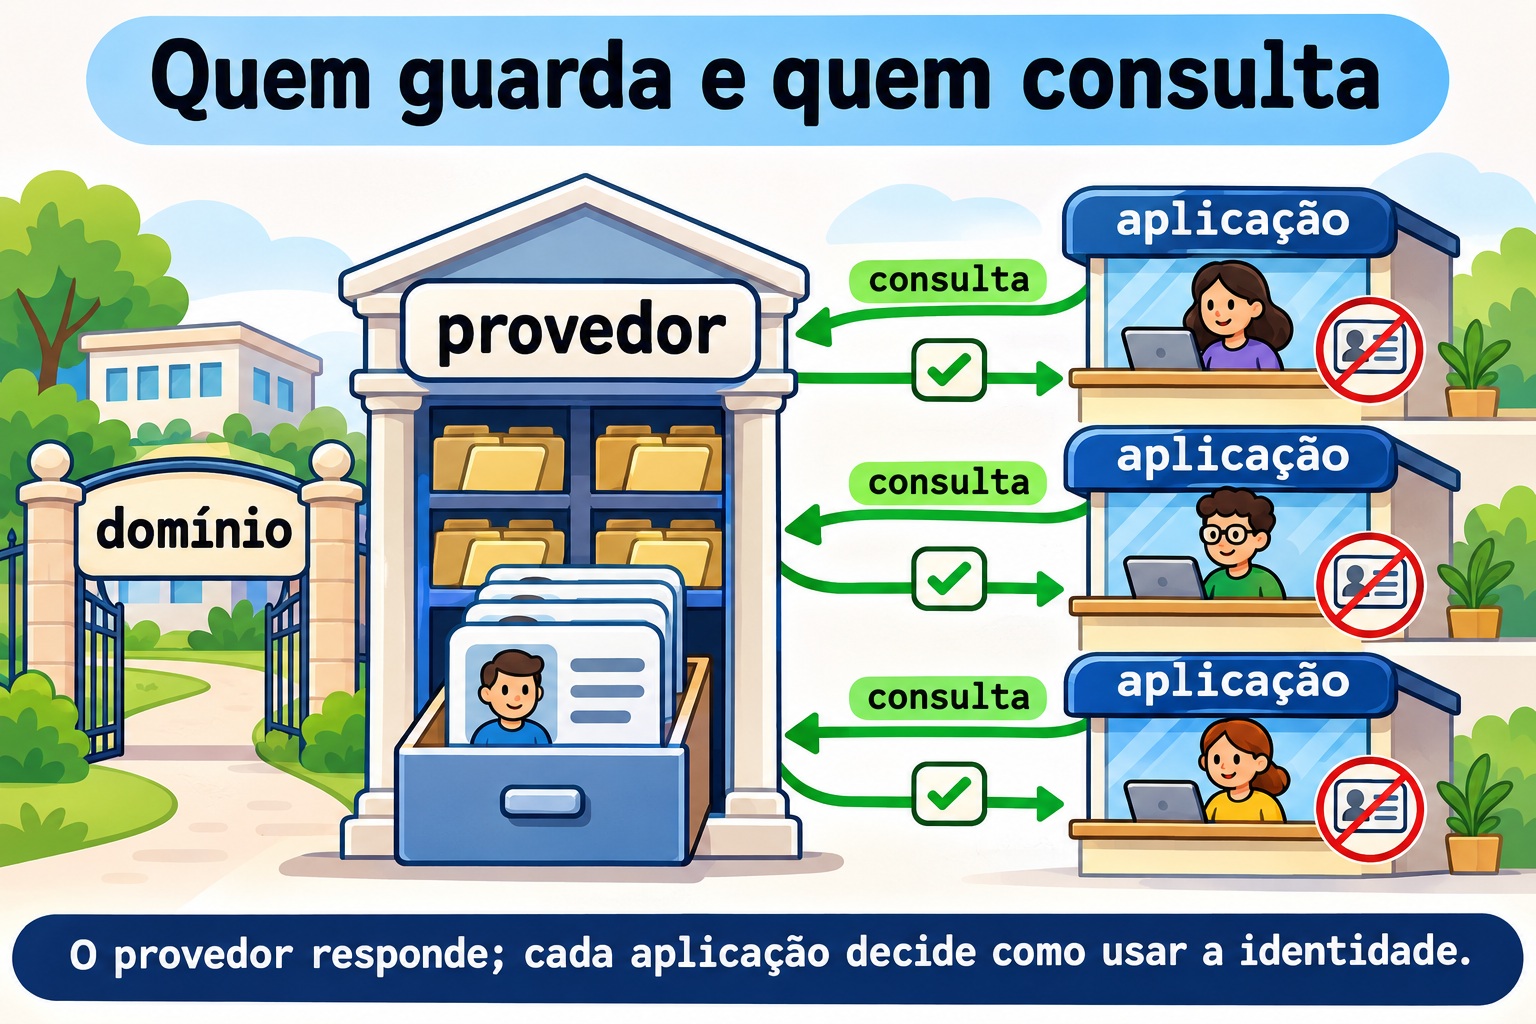 Quem guarda e quem consulta
provedor
domínio
consulta
aplicação
consulta
aplicação
consulta
aplicação
O provedor responde; cada aplicação decide como usar a identidade.